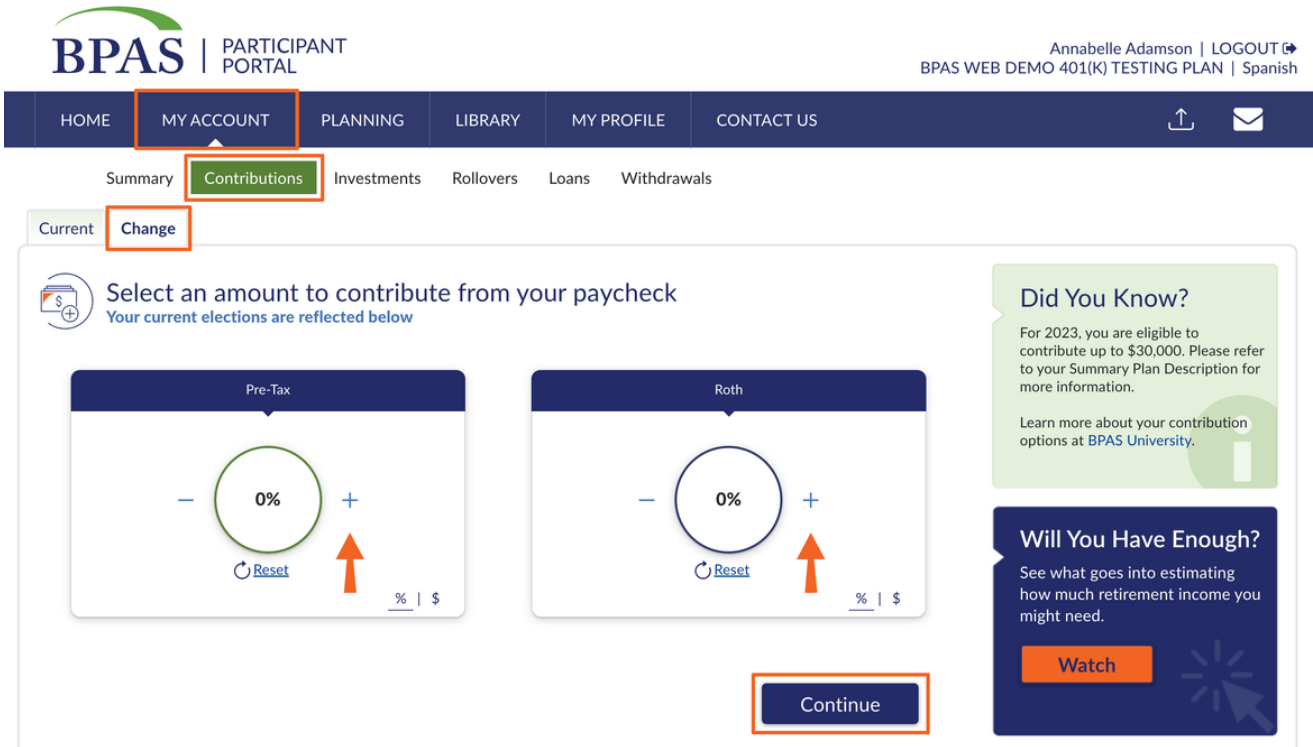 BPAS | PARTICIPANT PORTAL
Annabelle Adamson | LOGOUT
BPAS WEB DEMO 401(K) TESTING PLAN | Spanish
HOME MY ACCOUNT PLANNING LIBRARY MY PROFILE CONTACT US
Summary Contributions Investments Rollovers Loans Withdrawals
Current Change
Select an amount to contribute from your paycheck
Your current elections are reflected below
Pre-Tax
− 0% +
Reset
% | $
Roth
− 0% +
Reset
% | $
Continue
Did You Know?
For 2023, you are eligible to
contribute up to $30,000. Please refer
to your Summary Plan Description for
more information.
Learn more about your contribution
options at BPAS University.
Will You Have Enough?
See what goes into estimating
how much retirement income you
might need.
Watch